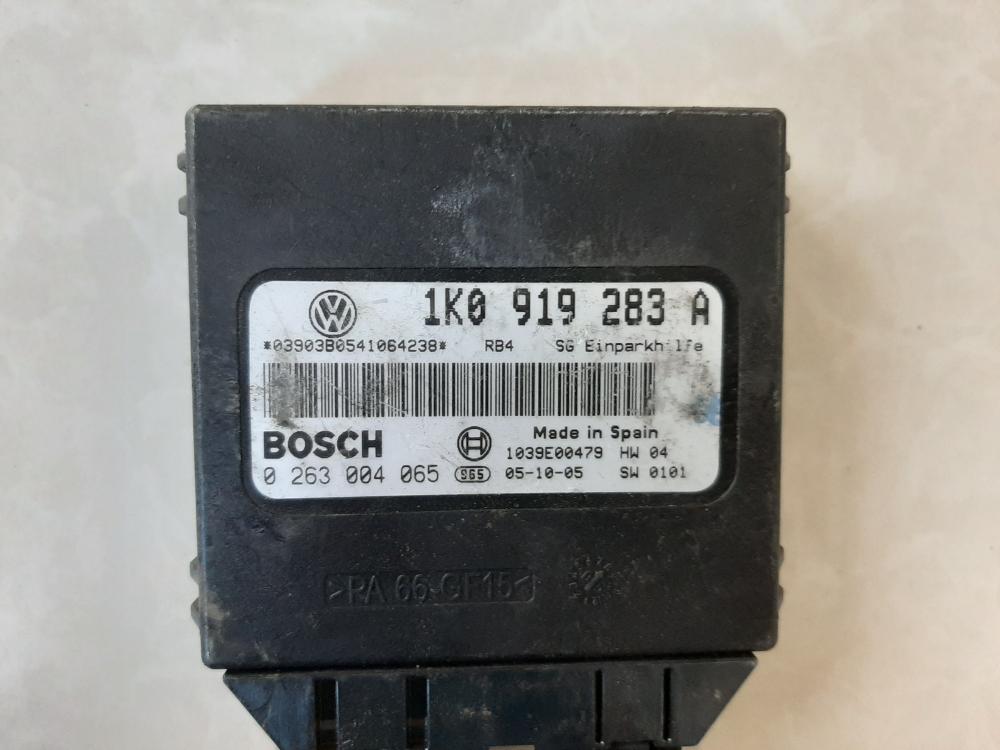 1K0 919 283 A
*03903B0541064238* RB4 SG Einparkhilfe
BOSCH Made in Spain
1039E00479 HW 04
0 263 004 065 S65 05-10-05 SW 0101
>PA 66-GF15<